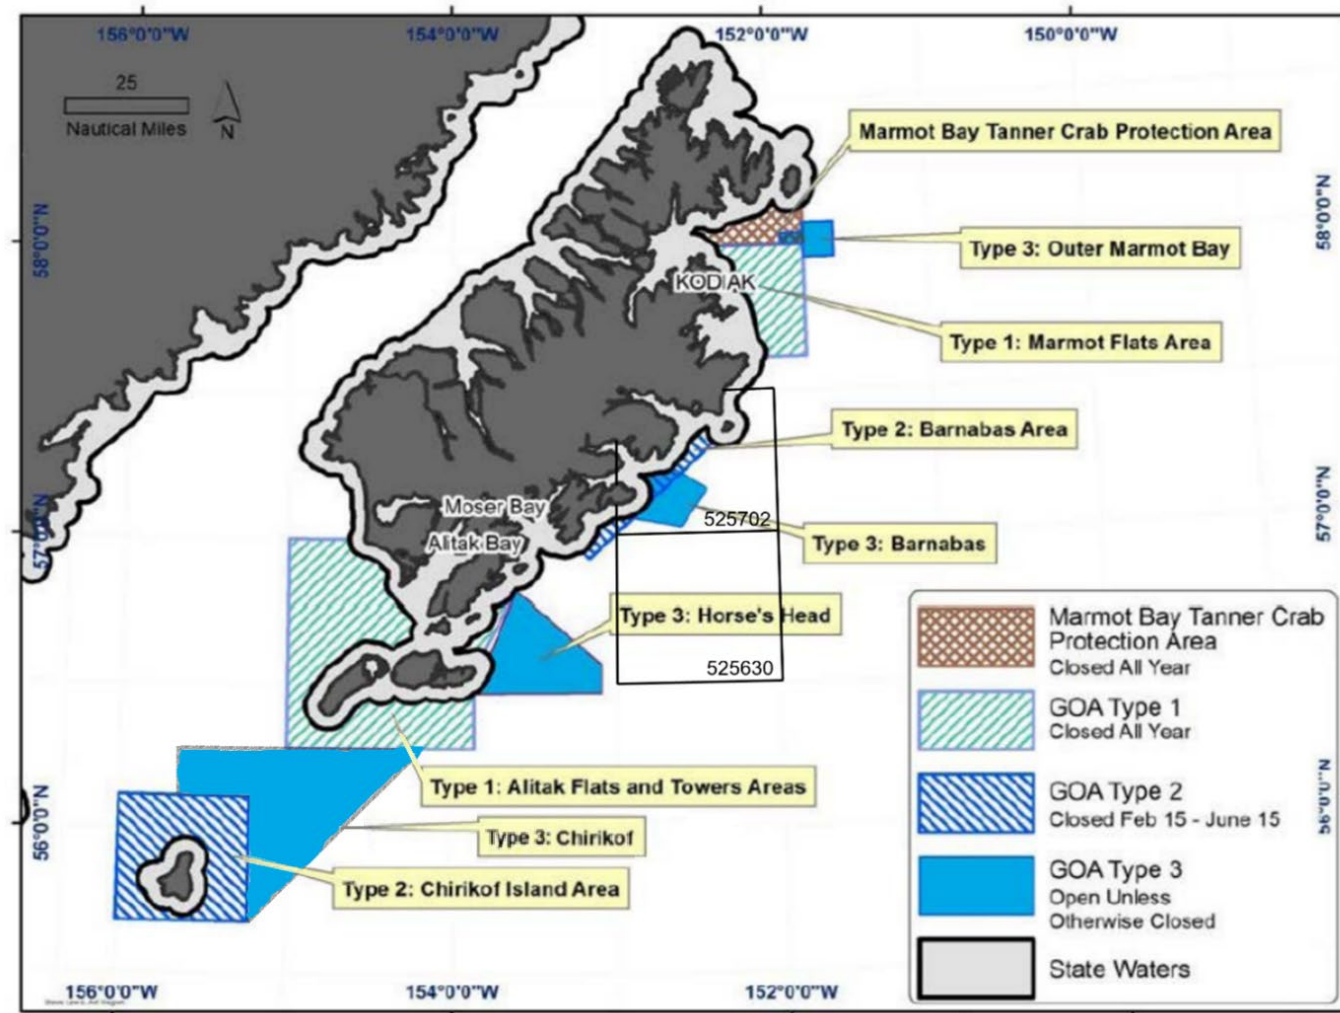 156°0'0"W
154°0'0"W
152°0'0"W
150°0'0"W
25
Nautical Miles
N
Marmot Bay Tanner Crab Protection Area
58°0'0"N
58°0'0"N
Type 3: Outer Marmot Bay
KODIAK
Type 1: Marmot Flats Area
Type 2: Barnabas Area
Moser Bay
525702
57°0'0"N
57°0'0"N
Alitak Bay
Type 3: Barnabas
Type 3: Horse's Head
525630
Marmot Bay Tanner Crab
Protection Area
Closed All Year
GOA Type 1
Closed All Year
Type 1: Alitak Flats and Towers Areas
GOA Type 2
Closed Feb 15 - June 15
56°0'0"N
56°0'0"N
Type 3: Chirikof
Type 2: Chirikof Island Area
GOA Type 3
Open Unless
Otherwise Closed
State Waters
156°0'0"W
154°0'0"W
152°0'0"W